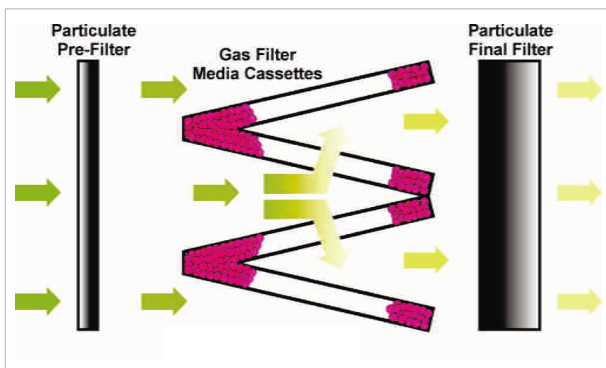 Particulate
Pre-Filter
Gas Filter
Media Cassettes
Particulate
Final Filter